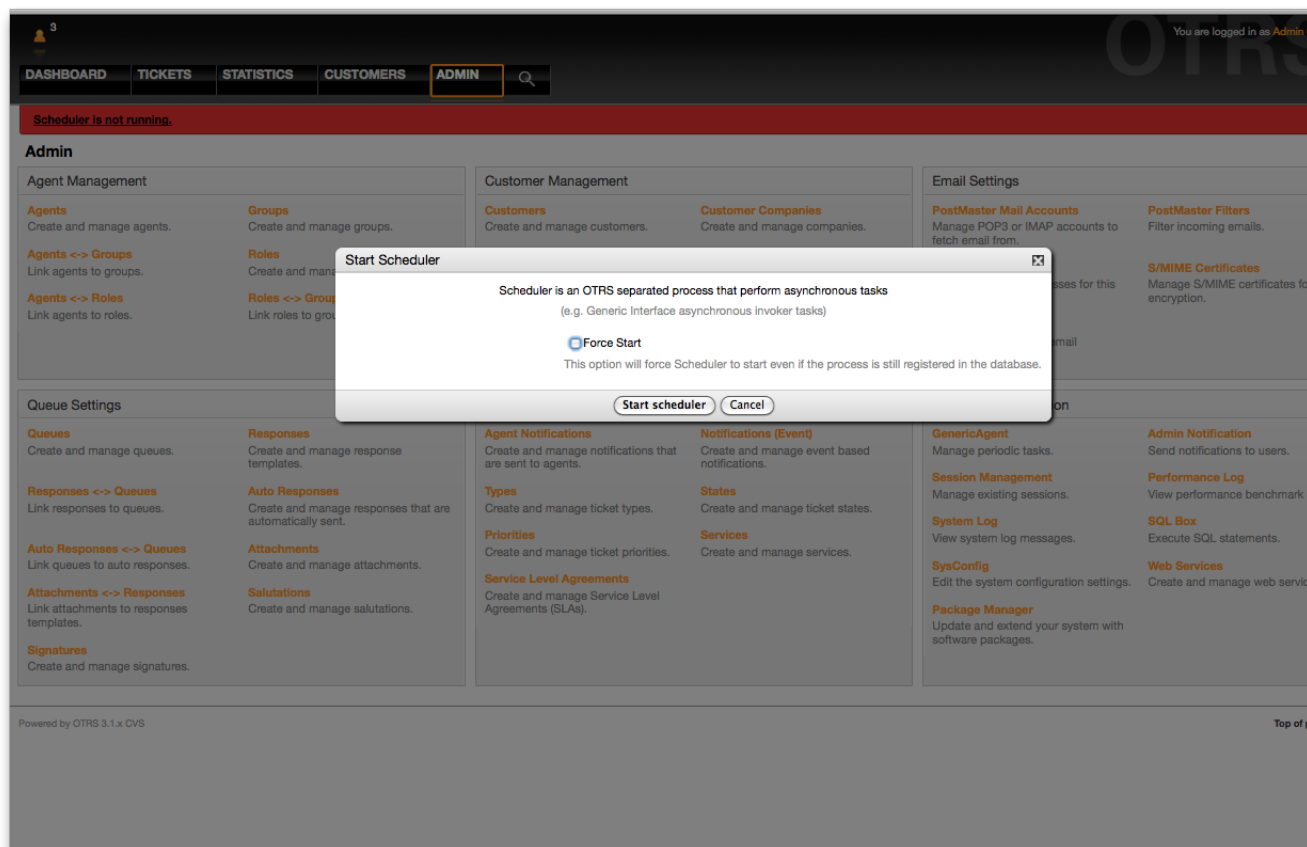 3
OTRS
You are logged in as Admin
DASHBOARD TICKETS STATISTICS CUSTOMERS ADMIN
Scheduler is not running.
Admin
Agent Management
Agents
Create and manage agents.
Groups
Create and manage groups.
Agents <-> Groups
Link agents to groups.
Roles
Create and mana
Agents <-> Roles
Link agents to roles.
Roles <-> Group
Link roles to grou
Customer Management
Customers
Create and manage customers.
Customer Companies
Create and manage companies.
Email Settings
PostMaster Mail Accounts
Manage POP3 or IMAP accounts to
fetch email from.
PostMaster Filters
Filter incoming emails.
sses for this
S/MIME Certificates
Manage S/MIME certificates fo
encryption.
email
Start Scheduler
Scheduler is an OTRS separated process that perform asynchronous tasks
(e.g. Generic Interface asynchronous invoker tasks)
Force Start
This option will force Scheduler to start even if the process is still registered in the database.
Start scheduler Cancel
Queue Settings
Queues
Create and manage queues.
Responses
Create and manage response
templates.
Responses <-> Queues
Link responses to queues.
Auto Responses
Create and manage responses that are
automatically sent.
Auto Responses <-> Queues
Link queues to auto responses.
Attachments
Create and manage attachments.
Attachments <-> Responses
Link attachments to responses
templates.
Salutations
Create and manage salutations.
Signatures
Create and manage signatures.
Agent Notifications
Create and manage notifications that
are sent to agents.
Notifications (Event)
Create and manage event based
notifications.
Types
Create and manage ticket types.
States
Create and manage ticket states.
Priorities
Create and manage ticket priorities.
Services
Create and manage services.
Service Level Agreements
Create and manage Service Level
Agreements (SLAs).
on
GenericAgent
Manage periodic tasks.
Admin Notification
Send notifications to users.
Session Management
Manage existing sessions.
Performance Log
View performance benchmark
System Log
View system log messages.
SQL Box
Execute SQL statements.
SysConfig
Edit the system configuration settings.
Web Services
Create and manage web servic
Package Manager
Update and extend your system with
software packages.
Powered by OTRS 3.1.x CVS
Top of p